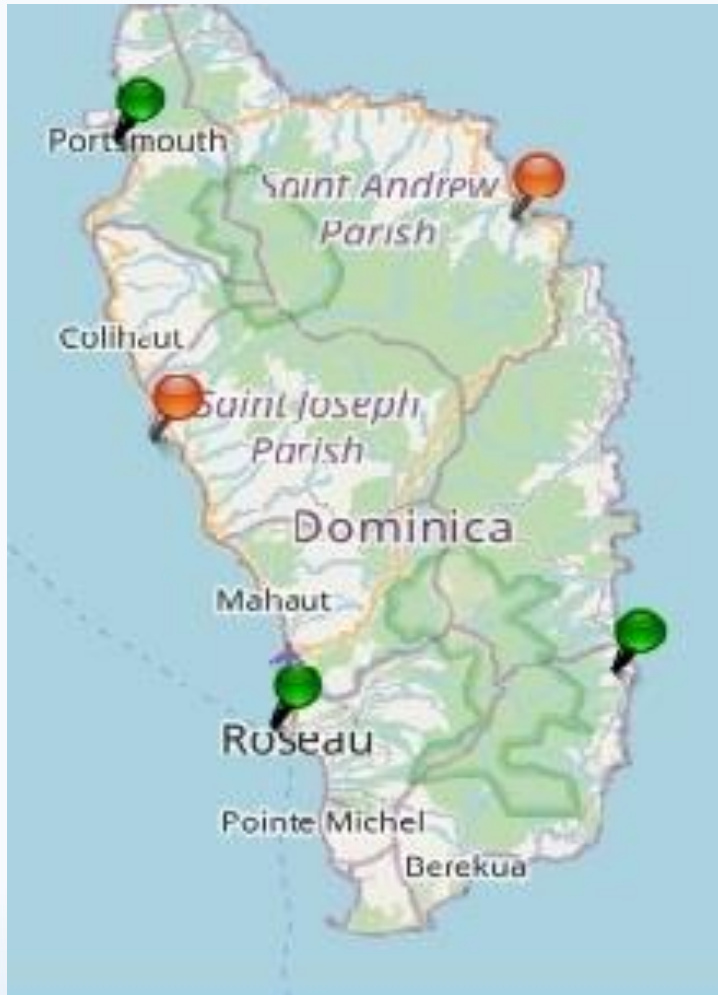 Portsmouth
Saint Andrew
Parish
Colihaut
Saint Joseph
Parish
Dominica
Mahaut
Roseau
Pointe Michel
Berekua